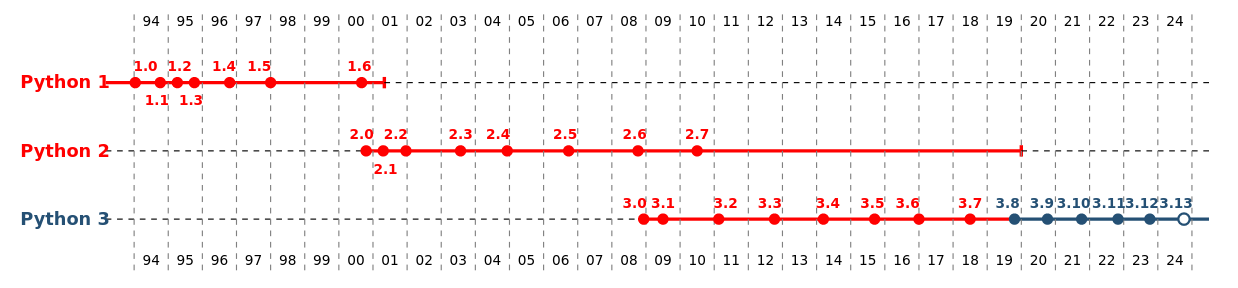 94 95 96 97 98 99 00 01 02 03 04 05 06 07 08 09 10 11 12 13 14 15 16 17 18 19 20 21 22 23 24
1.0 1.2 1.4 1.5 1.6
Python 1
1.1 1.3
2.0 2.2 2.3 2.4 2.5 2.6 2.7
Python 2
2.1
3.0 3.1 3.2 3.3 3.4 3.5 3.6 3.7 3.8 3.9 3.10 3.11 3.12 3.13
Python 3
94 95 96 97 98 99 00 01 02 03 04 05 06 07 08 09 10 11 12 13 14 15 16 17 18 19 20 21 22 23 24